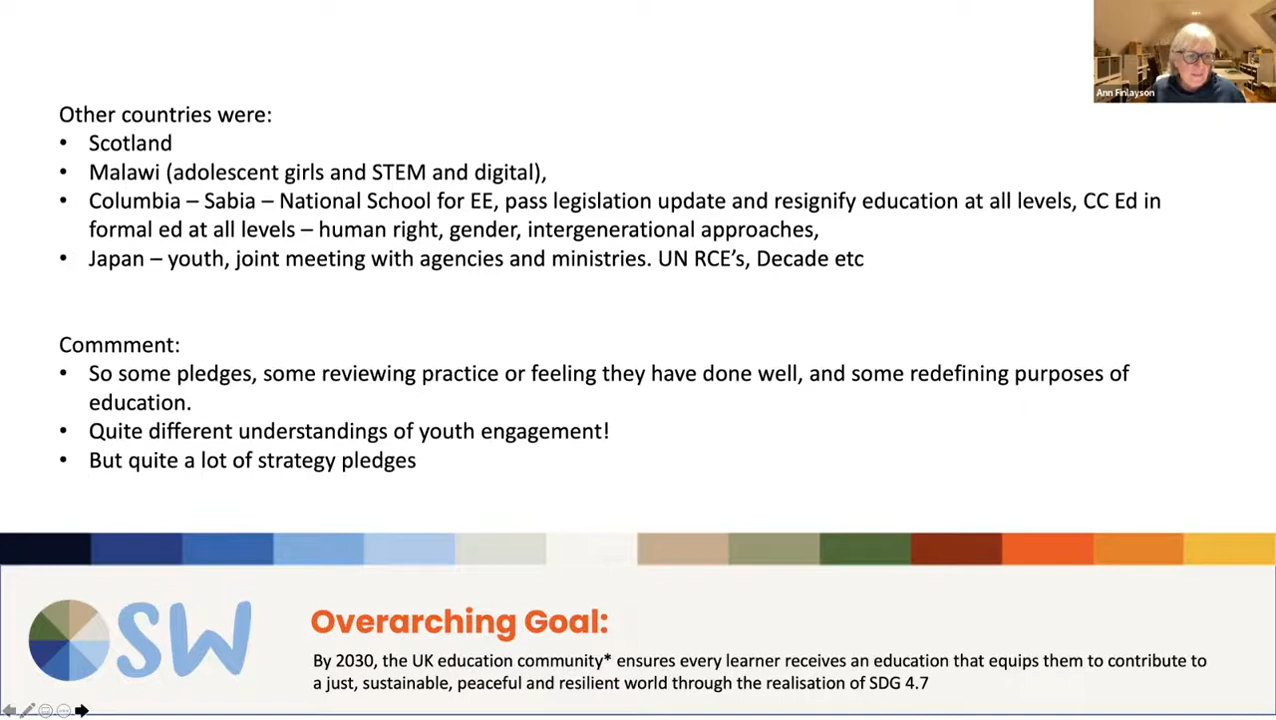 Ann Finlayson
Other countries were:
• Scotland
• Malawi (adolescent girls and STEM and digital),
• Columbia – Sabia – National School for EE, pass legislation update and resignify education at all levels, CC Ed in
formal ed at all levels – human right, gender, intergenerational approaches,
• Japan – youth, joint meeting with agencies and ministries. UN RCE’s, Decade etc
Commment:
• So some pledges, some reviewing practice or feeling they have done well, and some redefining purposes of
education.
• Quite different understandings of youth engagement!
• But quite a lot of strategy pledges
SW
Overarching Goal:
By 2030, the UK education community* ensures every learner receives an education that equips them to contribute to
a just, sustainable, peaceful and resilient world through the realisation of SDG 4.7